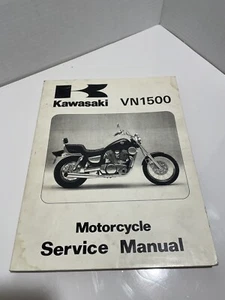 Kawasaki VN1500
Motorcycle
Service Manual